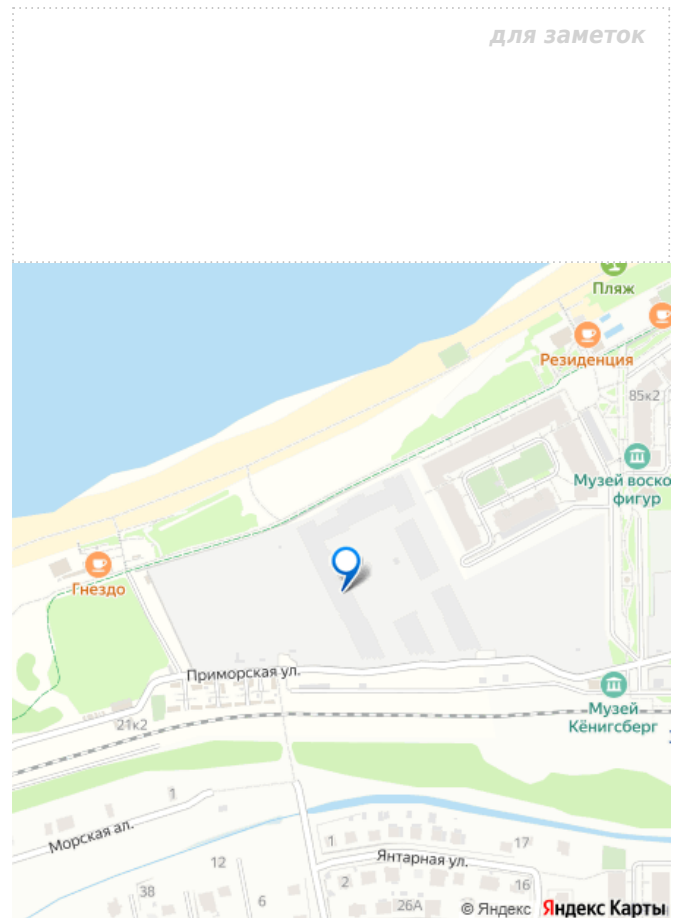 для заметок
Пляж
Резиденция
85к2
Музей воско
фигур
Гнездо
Приморская ул.
Музей
Кёнигсберг
21к2
1
Морская ал.
1
17
Янтарная ул.
12
2
16
38
6
26А
© Яндекс Яндекс Карты